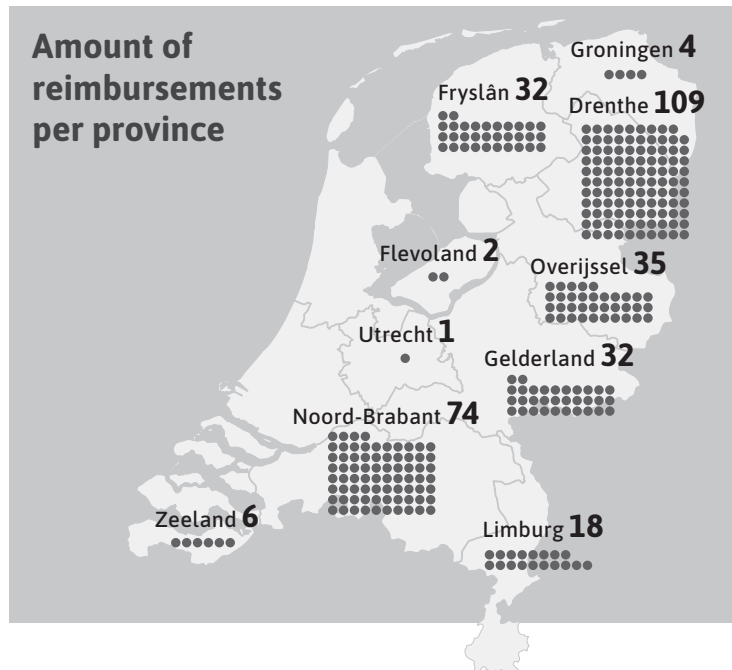 Amount of
reimbursements
per province
Groningen 4
Fryslân 32
Drenthe 109
Flevoland 2
Overijssel 35
Utrecht 1
Gelderland 32
Noord-Brabant 74
Zeeland 6
Limburg 18